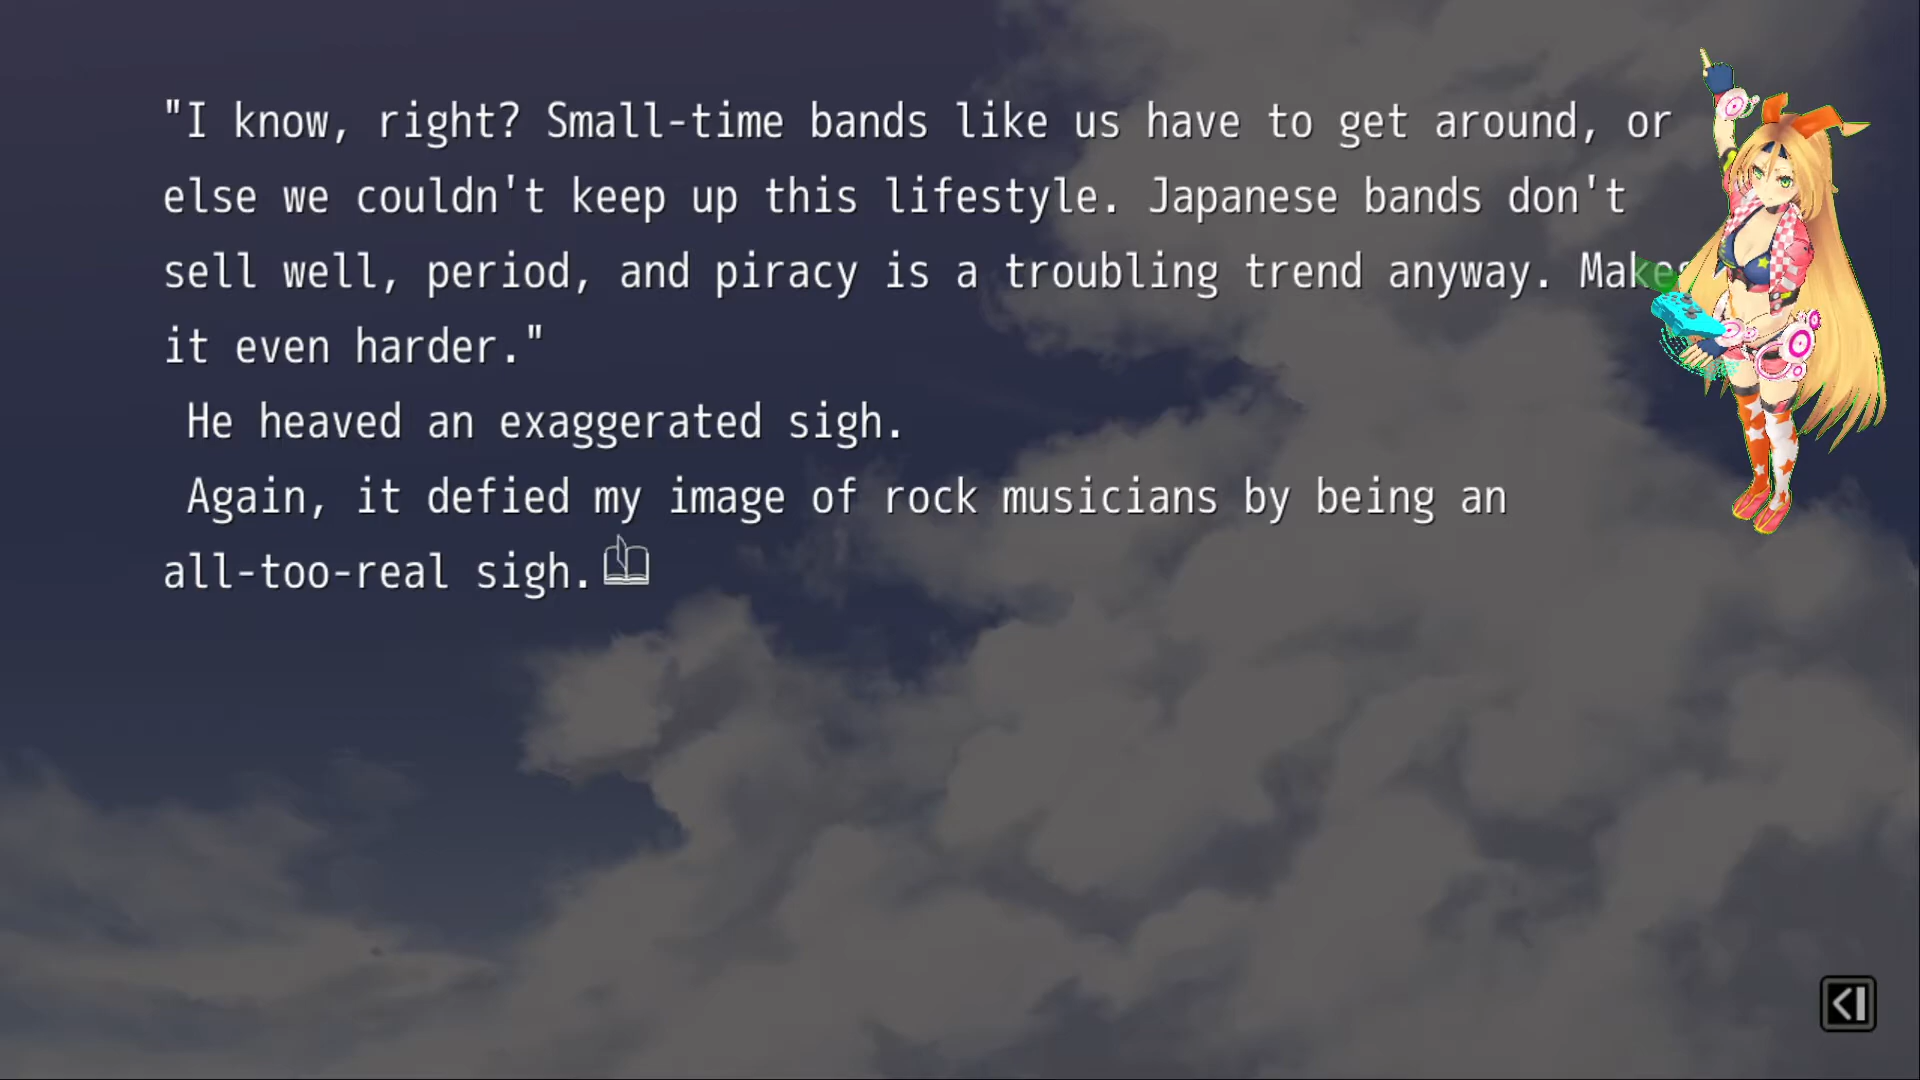 "I know, right? Small-time bands like us have to get around, or
else we couldn't keep up this lifestyle. Japanese bands don't
sell well, period, and piracy is a troubling trend anyway. Makes
it even harder."
He heaved an exaggerated sigh.
Again, it defied my image of rock musicians by being an
all-too-real sigh.